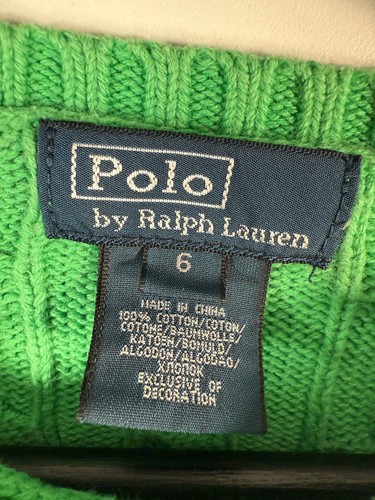 Polo
by Ralph Lauren
6
MADE IN CHINA
100% COTTON/COTON/
COTONE/BAUMWOLLE/
KATOEN/BOMULD/
ALGODON/ALGODÃO/
ХЛОПОК
EXCLUSIVE OF
DECORATION